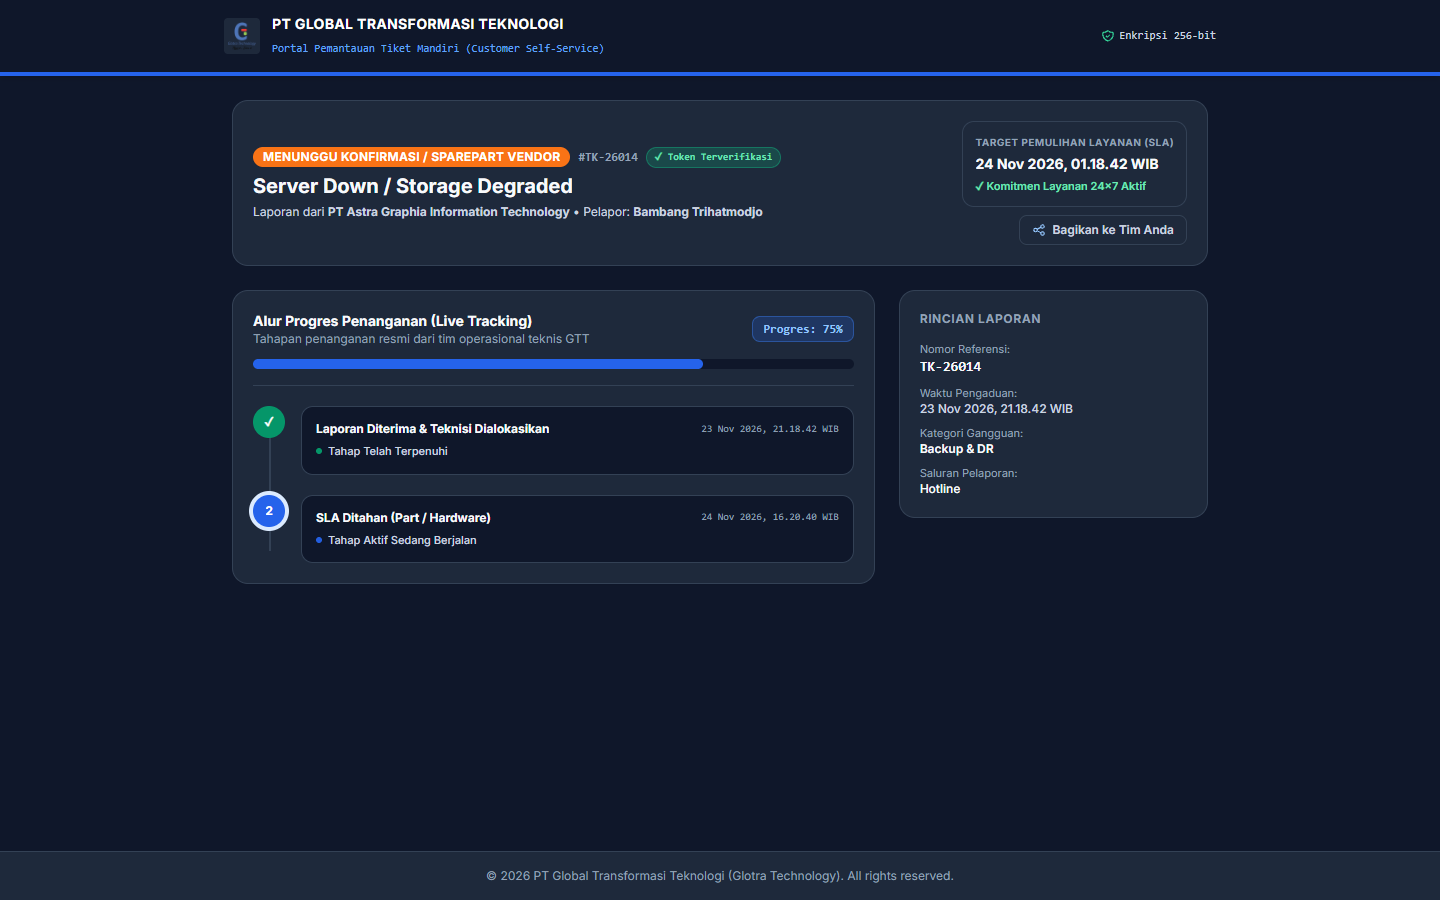 PT GLOBAL TRANSFORMASI TEKNOLOGI
Portal Pemantauan Tiket Mandiri (Customer Self-Service)
Enkripsi 256-bit
MENUNGGU KONFIRMASI / SPAREPART VENDOR #TK-26014 ✓ Token Terverifikasi
Server Down / Storage Degraded
Laporan dari PT Astra Graphia Information Technology • Pelapor: Bambang Trihatmodjo
TARGET PEMULIHAN LAYANAN (SLA)
24 Nov 2026, 01.18.42 WIB
✓ Komitmen Layanan 24×7 Aktif
Bagikan ke Tim Anda
Alur Progres Penanganan (Live Tracking)
Tahapan penanganan resmi dari tim operasional teknis GTT
Progres: 75%
✓
Laporan Diterima & Teknisi Dialokasikan 23 Nov 2026, 21.18.42 WIB
Tahap Telah Terpenuhi
2
SLA Ditahan (Part / Hardware) 24 Nov 2026, 16.20.40 WIB
Tahap Aktif Sedang Berjalan
RINCIAN LAPORAN
Nomor Referensi:
TK-26014
Waktu Pengaduan:
23 Nov 2026, 21.18.42 WIB
Kategori Gangguan:
Backup & DR
Saluran Pelaporan:
Hotline
© 2026 PT Global Transformasi Teknologi (Glotra Technology). All rights reserved.